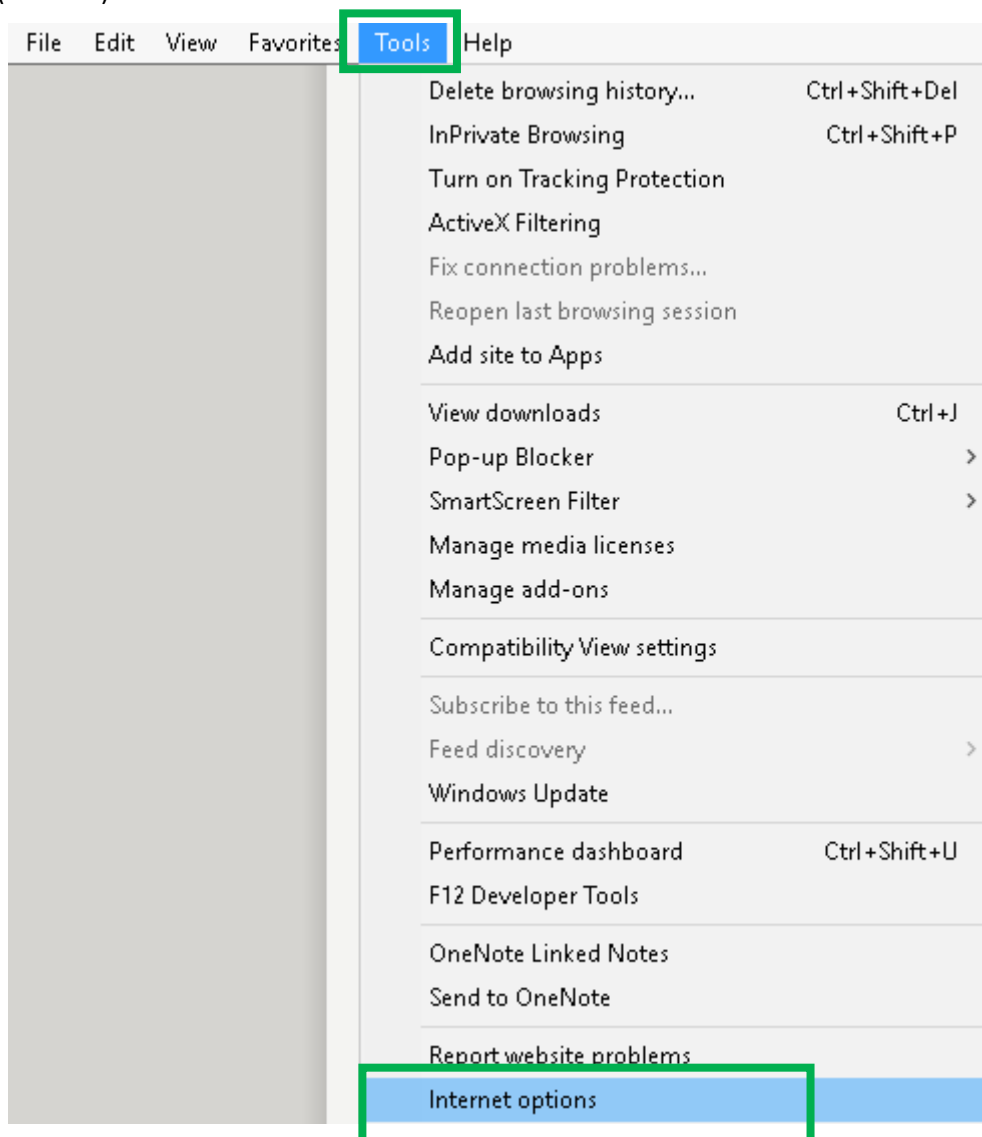 File Edit View Favorites Tools Help
Delete browsing history... Ctrl+Shift+Del
InPrivate Browsing Ctrl+Shift+P
Turn on Tracking Protection
ActiveX Filtering
Fix connection problems...
Reopen last browsing session
Add site to Apps
View downloads Ctrl+J
Pop-up Blocker >
SmartScreen Filter >
Manage media licenses
Manage add-ons
Compatibility View settings
Subscribe to this feed...
Feed discovery >
Windows Update
Performance dashboard Ctrl+Shift+U
F12 Developer Tools
OneNote Linked Notes
Send to OneNote
Report website problems
Internet options